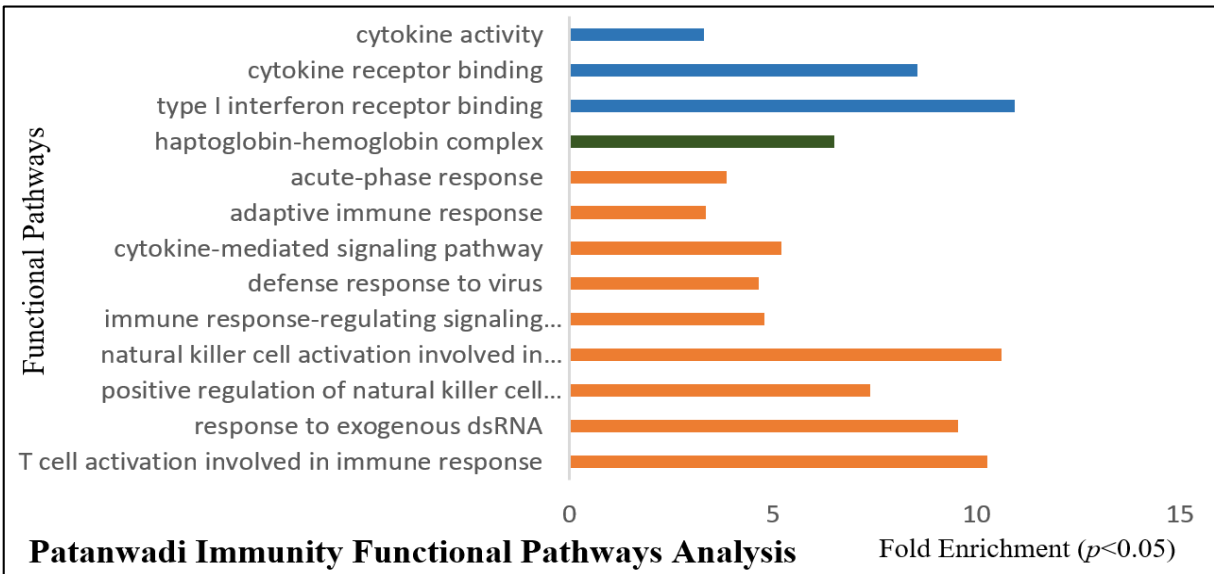 cytokine activity
cytokine receptor binding
type I interferon receptor binding
haptoglobin-hemoglobin complex
acute-phase response
adaptive immune response
cytokine-mediated signaling pathway
defense response to virus
immune response-regulating signaling...
natural killer cell activation involved in...
positive regulation of natural killer cell...
response to exogenous dsRNA
T cell activation involved in immune response
Functional Pathways
0 5 10 15
Patanwadi Immunity Functional Pathways Analysis
Fold Enrichment (p<0.05)